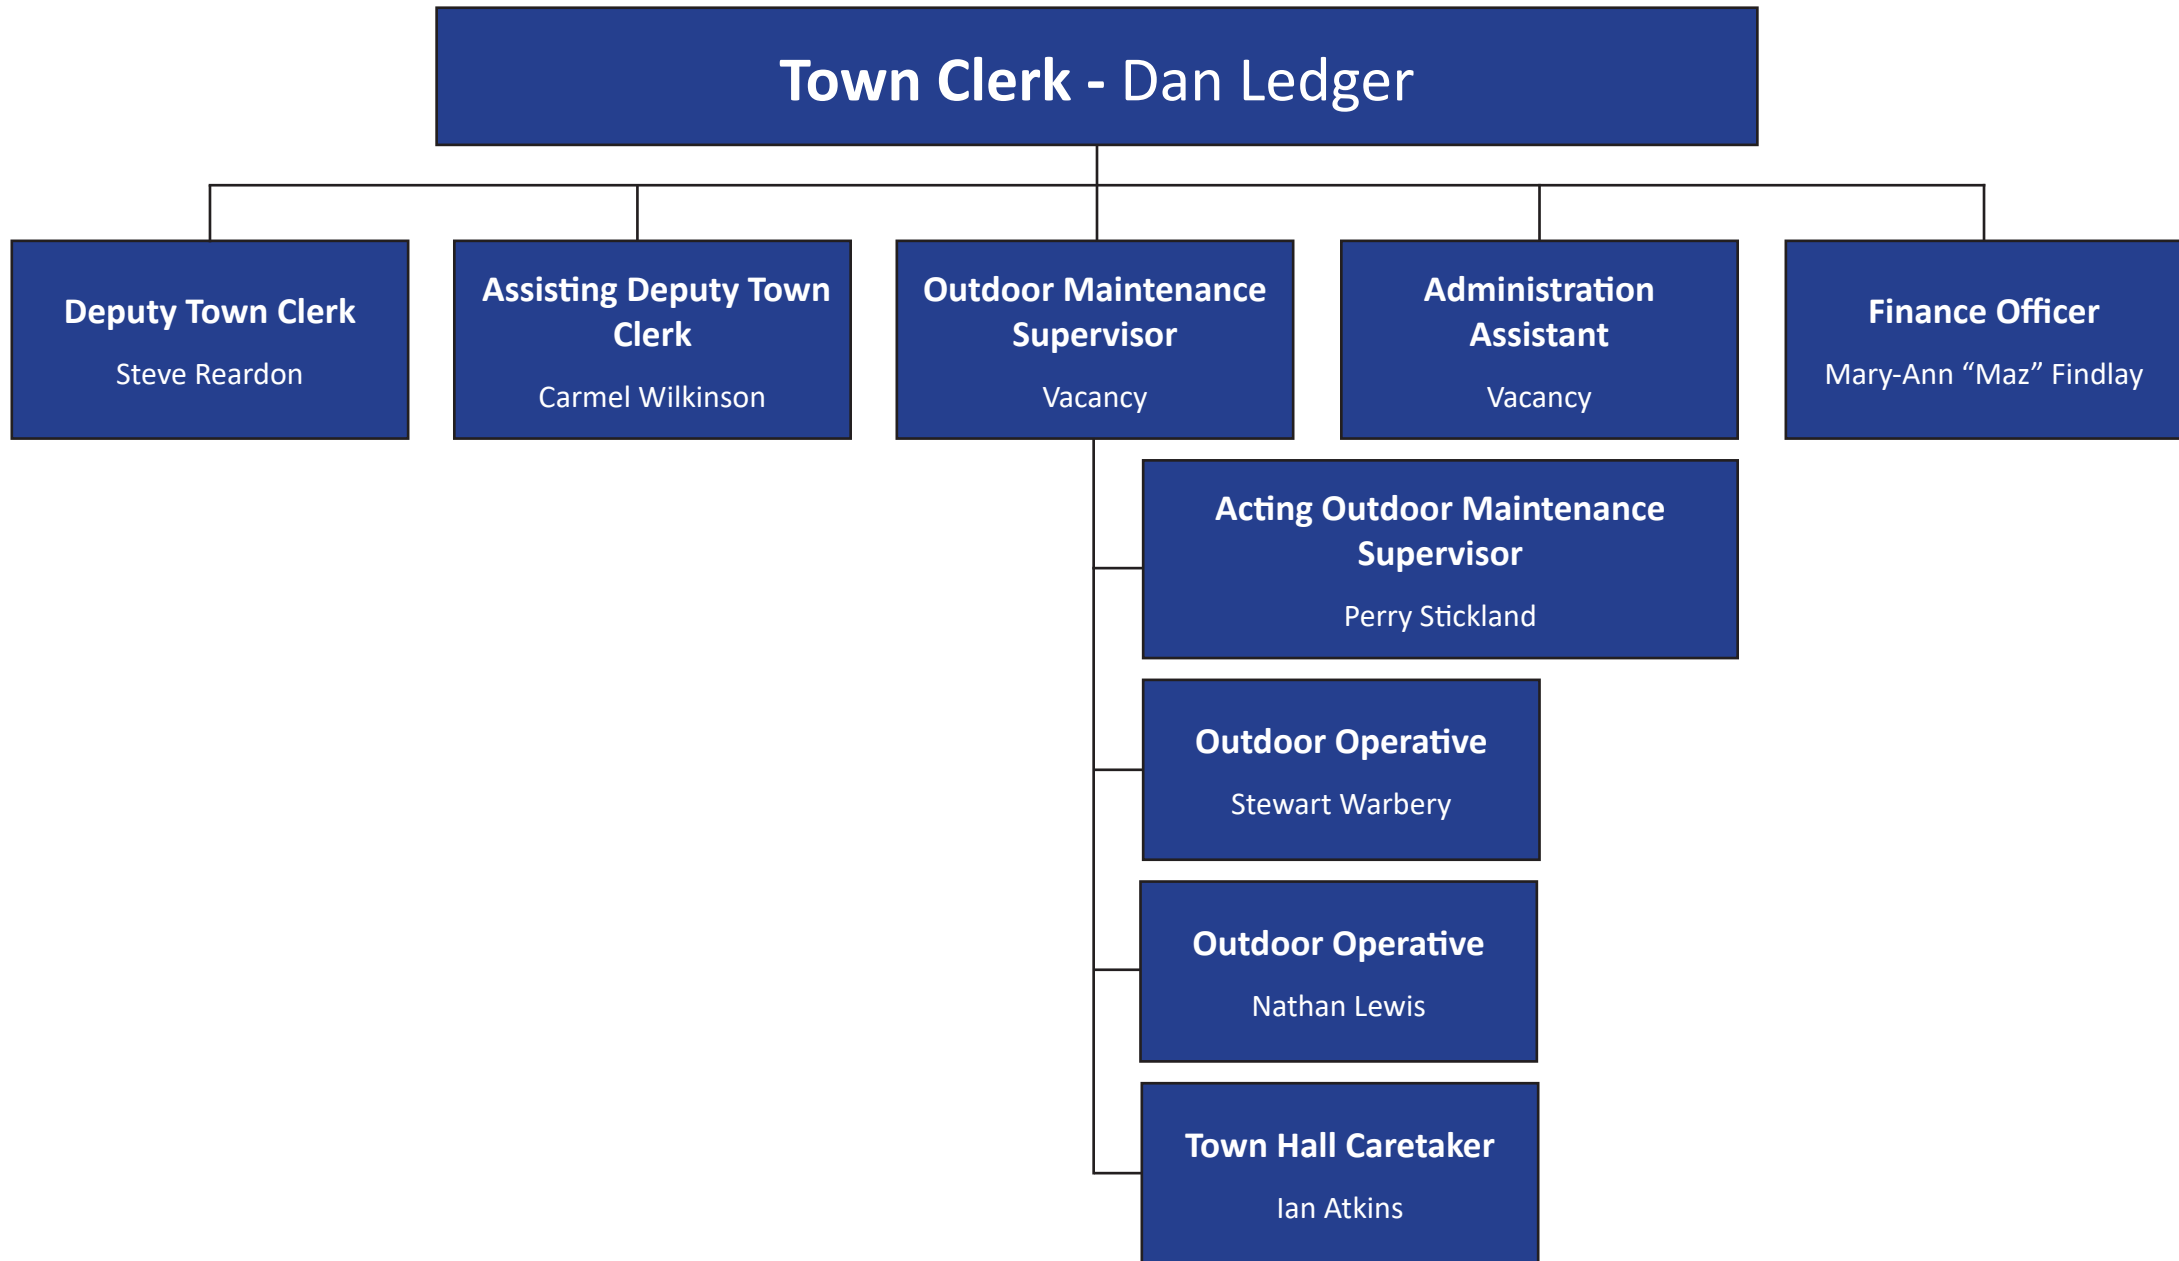 Town Clerk - Dan Ledger
Deputy Town Clerk
Steve Reardon
Assisting Deputy Town
Clerk
Carmel Wilkinson
Outdoor Maintenance
Supervisor
Vacancy
Administration
Assistant
Vacancy
Finance Officer
Mary-Ann “Maz” Findlay
Acting Outdoor Maintenance
Supervisor
Perry Stickland
Outdoor Operative
Stewart Warbery
Outdoor Operative
Nathan Lewis
Town Hall Caretaker
Ian Atkins